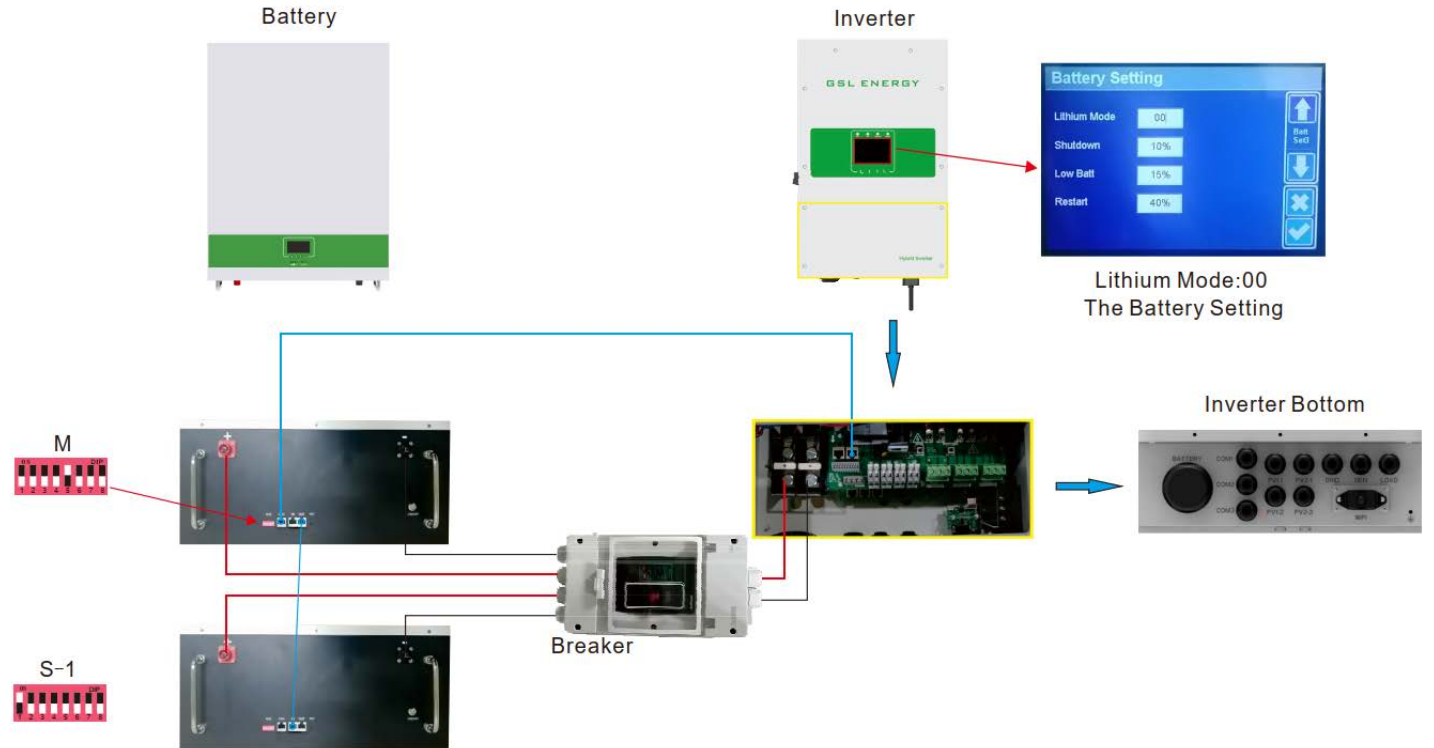 Battery
Inverter
GSL ENERGY
Hybrid Inverter
Battery Setting
Lithium Mode
00
Shutdown
10%
Low Batt
15%
Restart
40%
Batt
Set3
Lithium Mode:00
The Battery Setting
M
DIP
1 2 3 4 5 6 7 8
+
Breaker
Inverter Bottom
BATTERY
COM1
COM2
COM3
PV1-1
PV2-1
GRID
GEN
LOAD
PV1-2
WIFI
S-1
DIP
1 2 3 4 5 6 7 8